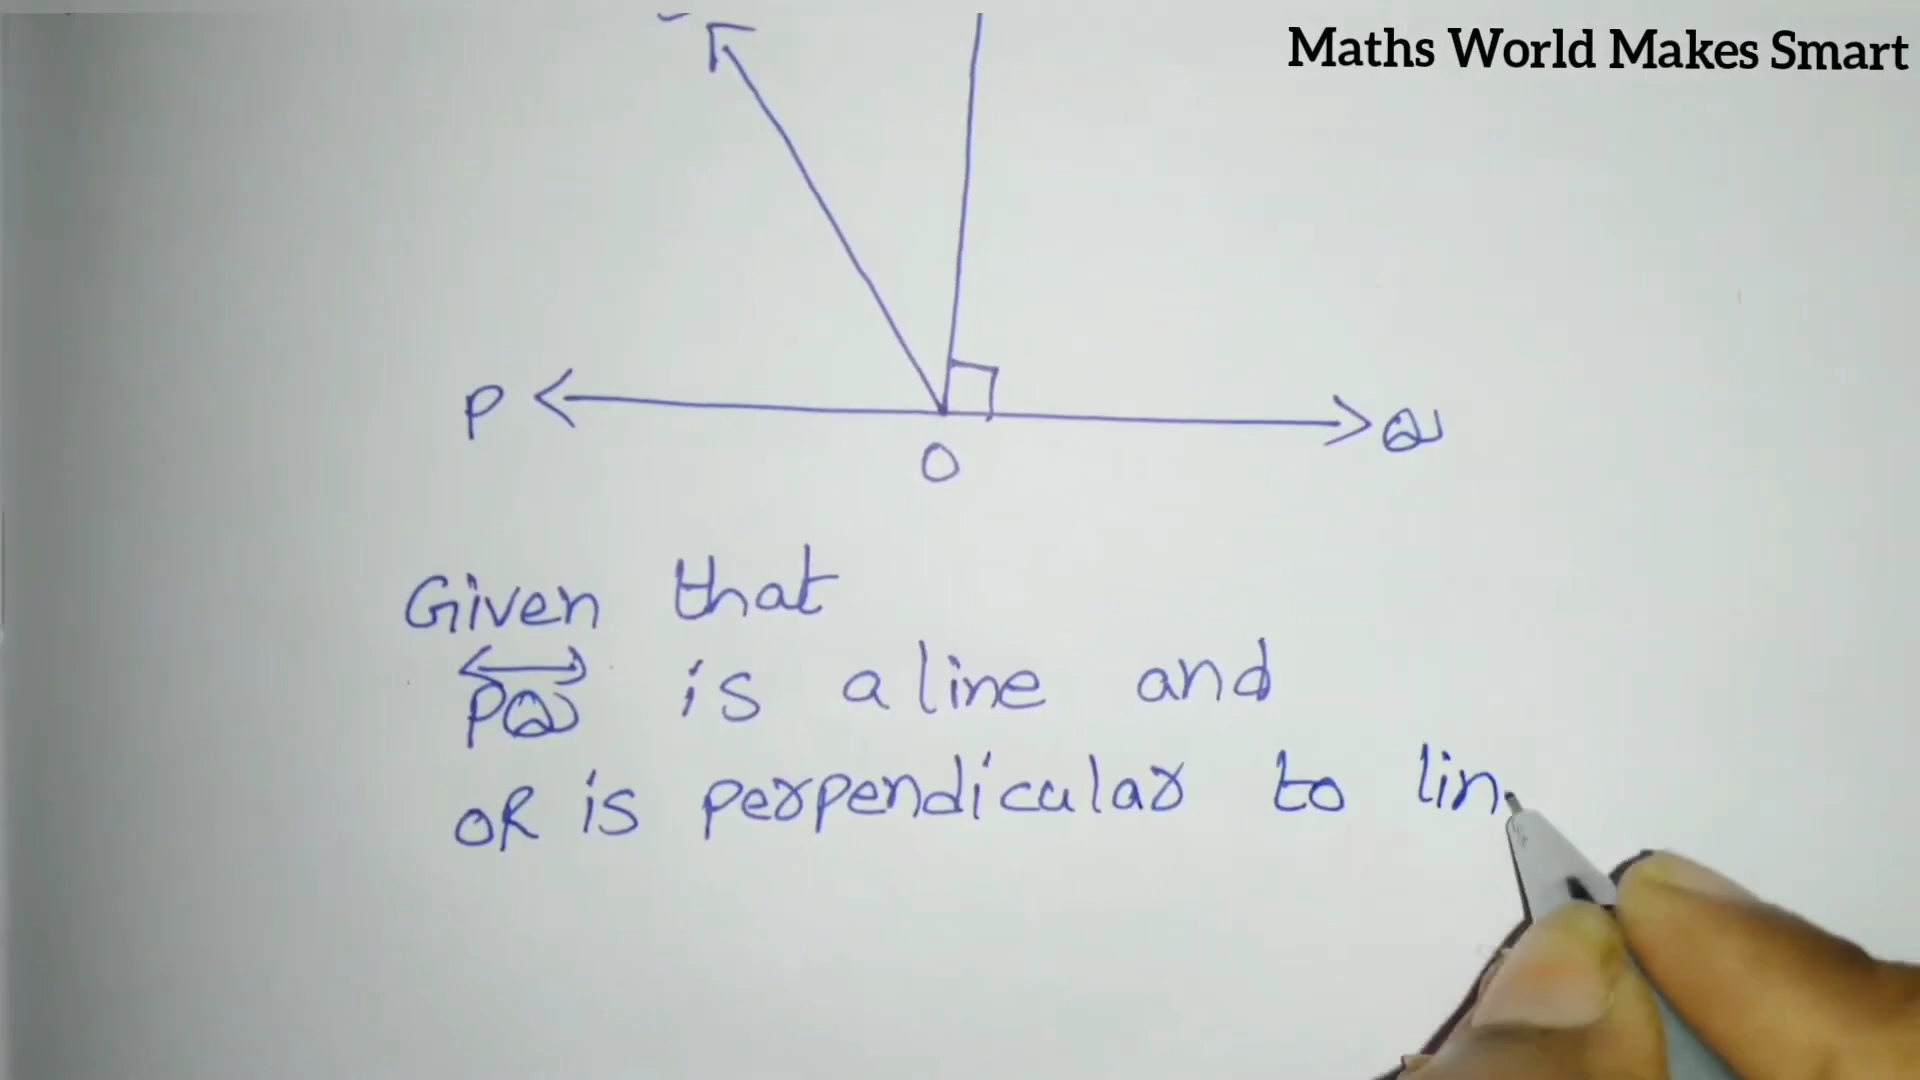 Maths World Makes Smart
P
Q
O
Given that
PQ is a line and
OR is perpendicular to lin